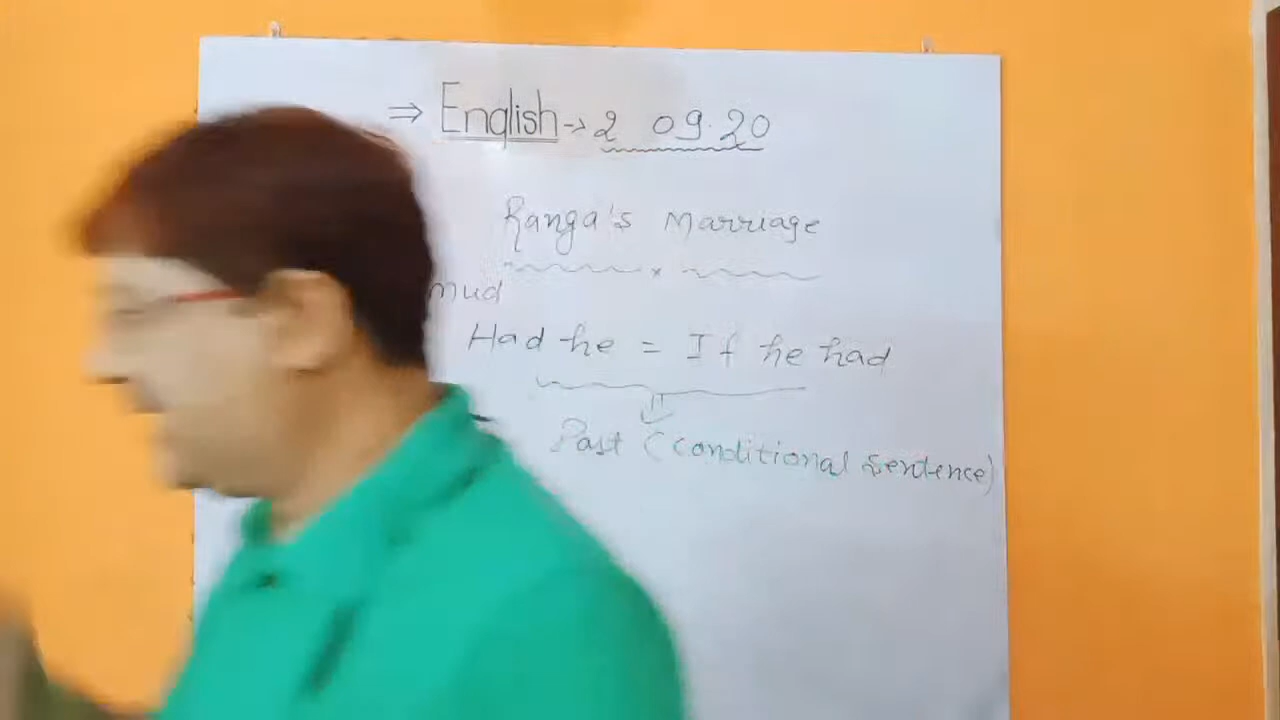 ⇒ English → 2 09.20
Ranga's Marriage
mud
Had he = If he had
Past (conditional sentence)